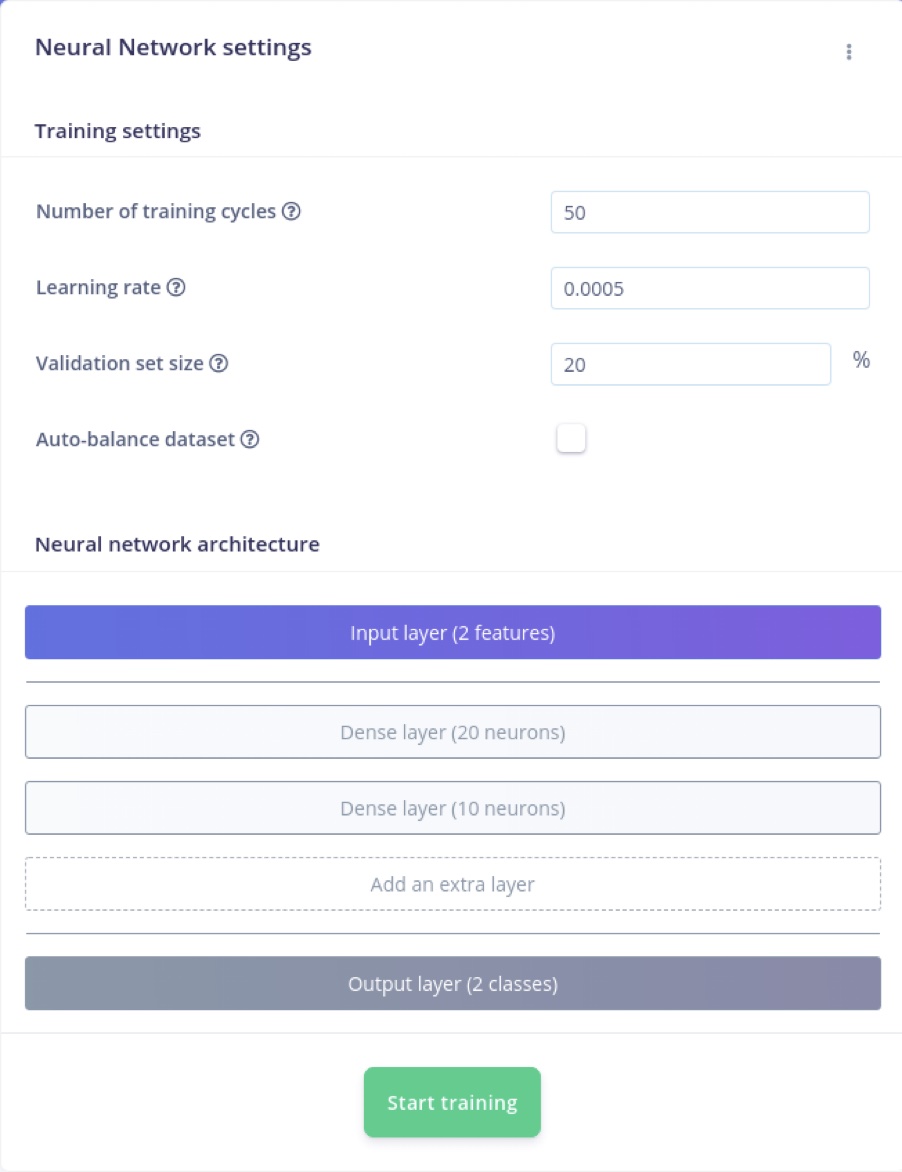 Neural Network settings
Training settings
Number of training cycles ?
50
Learning rate ?
0.0005
Validation set size ?
20
%
Auto-balance dataset ?
Neural network architecture
Input layer (2 features)
Dense layer (20 neurons)
Dense layer (10 neurons)
Add an extra layer
Output layer (2 classes)
Start training